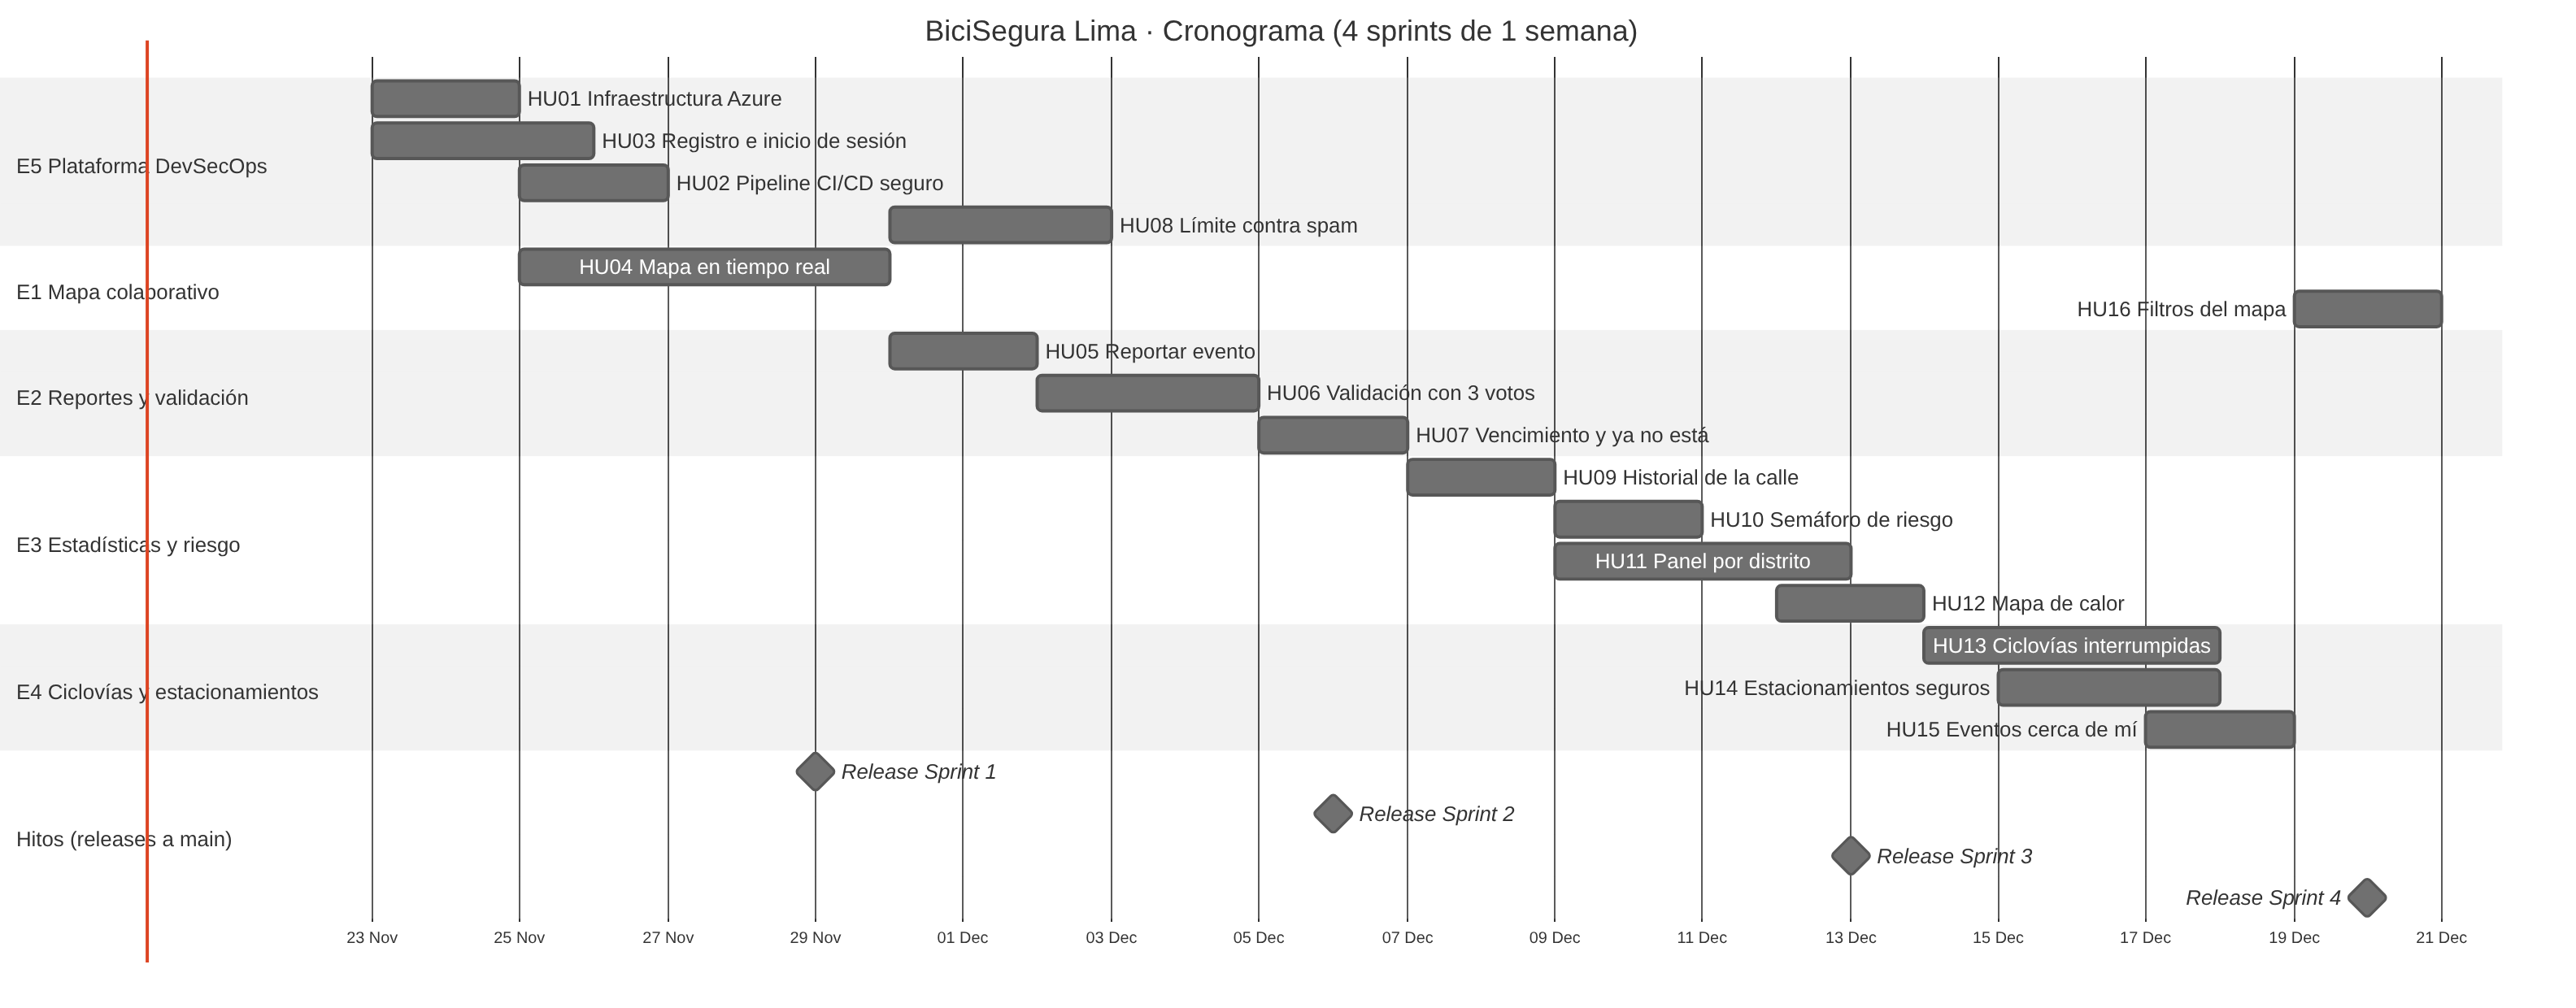 BiciSegura Lima · Cronograma (4 sprints de 1 semana)
E5 Plataforma DevSecOps
HU01 Infraestructura Azure
HU03 Registro e inicio de sesión
HU02 Pipeline CI/CD seguro
HU08 Límite contra spam
E1 Mapa colaborativo
HU04 Mapa en tiempo real
HU16 Filtros del mapa
E2 Reportes y validación
HU05 Reportar evento
HU06 Validación con 3 votos
HU07 Vencimiento y ya no está
E3 Estadísticas y riesgo
HU09 Historial de la calle
HU10 Semáforo de riesgo
HU11 Panel por distrito
HU12 Mapa de calor
E4 Ciclovías y estacionamientos
HU13 Ciclovías interrumpidas
HU14 Estacionamientos seguros
HU15 Eventos cerca de mí
Hitos (releases a main)
Release Sprint 1
Release Sprint 2
Release Sprint 3
Release Sprint 4
23 Nov
25 Nov
27 Nov
29 Nov
01 Dec
03 Dec
05 Dec
07 Dec
09 Dec
11 Dec
13 Dec
15 Dec
17 Dec
19 Dec
21 Dec